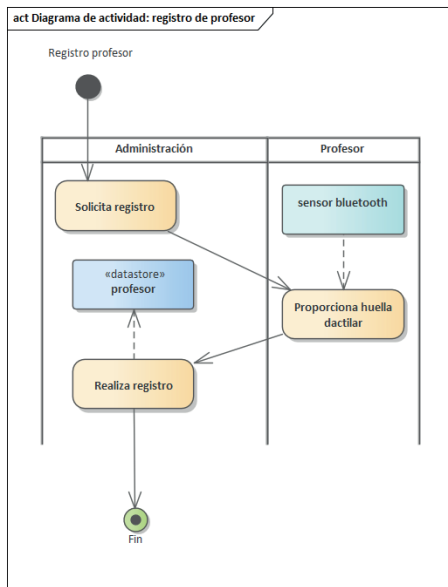 act Diagrama de actividad: registro de profesor
Registro profesor
Administración
Profesor
Solicita registro
sensor bluetooth
«datastore»
profesor
Proporciona huella
dactilar
Realiza registro
Fin